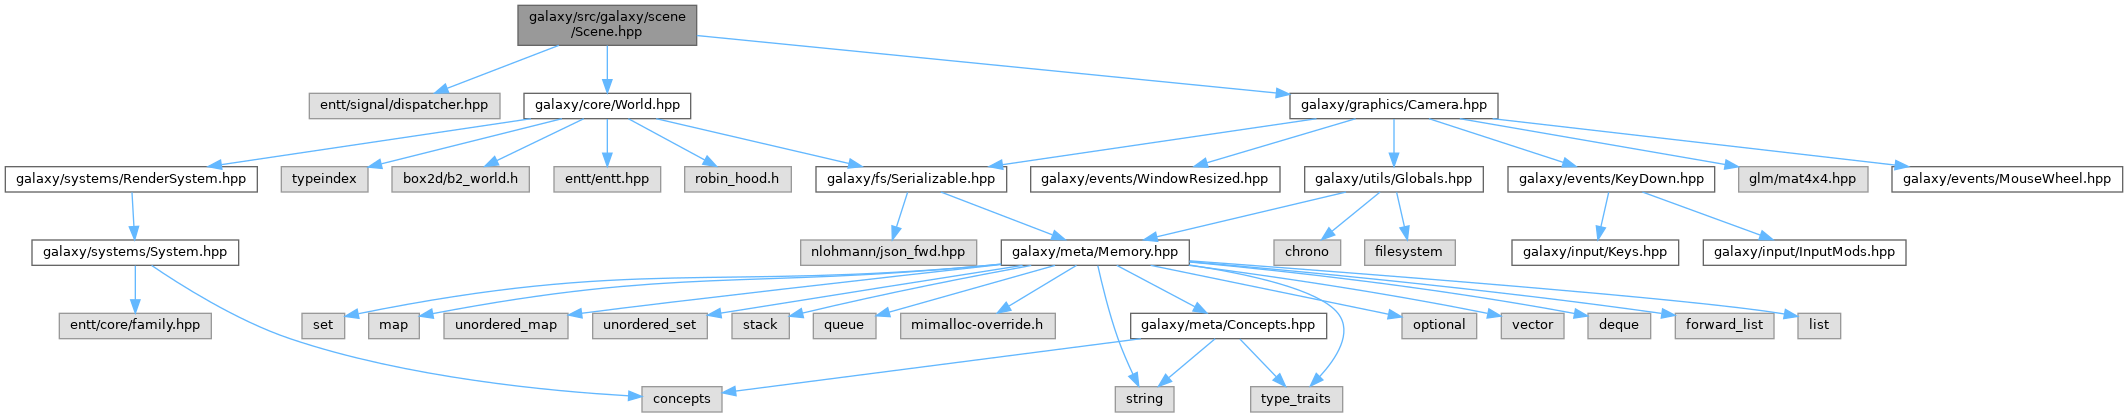 galaxy/src/galaxy/scene
/Scene.hpp
entt/signal/dispatcher.hpp
galaxy/core/World.hpp
galaxy/graphics/Camera.hpp
galaxy/systems/RenderSystem.hpp
typeindex
box2d/b2_world.h
entt/entt.hpp
robin_hood.h
galaxy/fs/Serializable.hpp
galaxy/events/WindowResized.hpp
galaxy/utils/Globals.hpp
galaxy/events/KeyDown.hpp
glm/mat4x4.hpp
galaxy/events/MouseWheel.hpp
galaxy/systems/System.hpp
nlohmann/json_fwd.hpp
galaxy/meta/Memory.hpp
chrono
filesystem
galaxy/input/Keys.hpp
galaxy/input/InputMods.hpp
entt/core/family.hpp
set
map
unordered_map
unordered_set
stack
queue
mimalloc-override.h
galaxy/meta/Concepts.hpp
optional
vector
deque
forward_list
list
concepts
string
type_traits